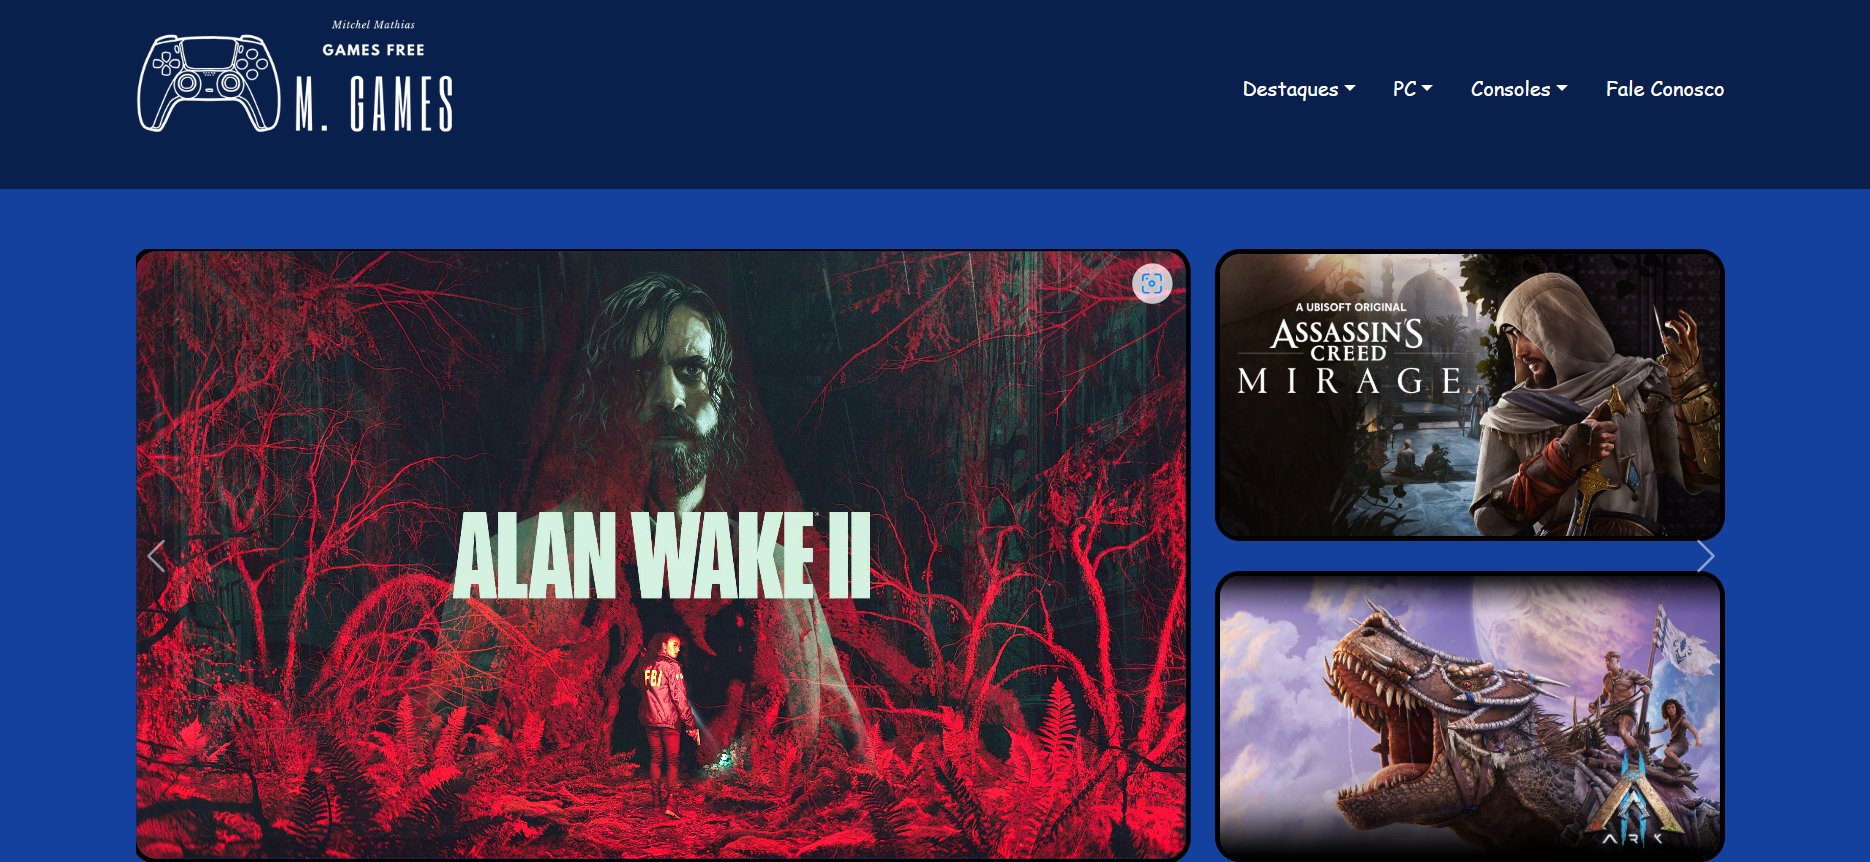 Mitchel Mathias
GAMES FREE
M. GAMES
Destaques
PC
Consoles
Fale Conosco
ALAN WAKE II
FBI
A UBISOFT ORIGINAL
ASSASSIN'S
CREED
MIRAGE
ARK